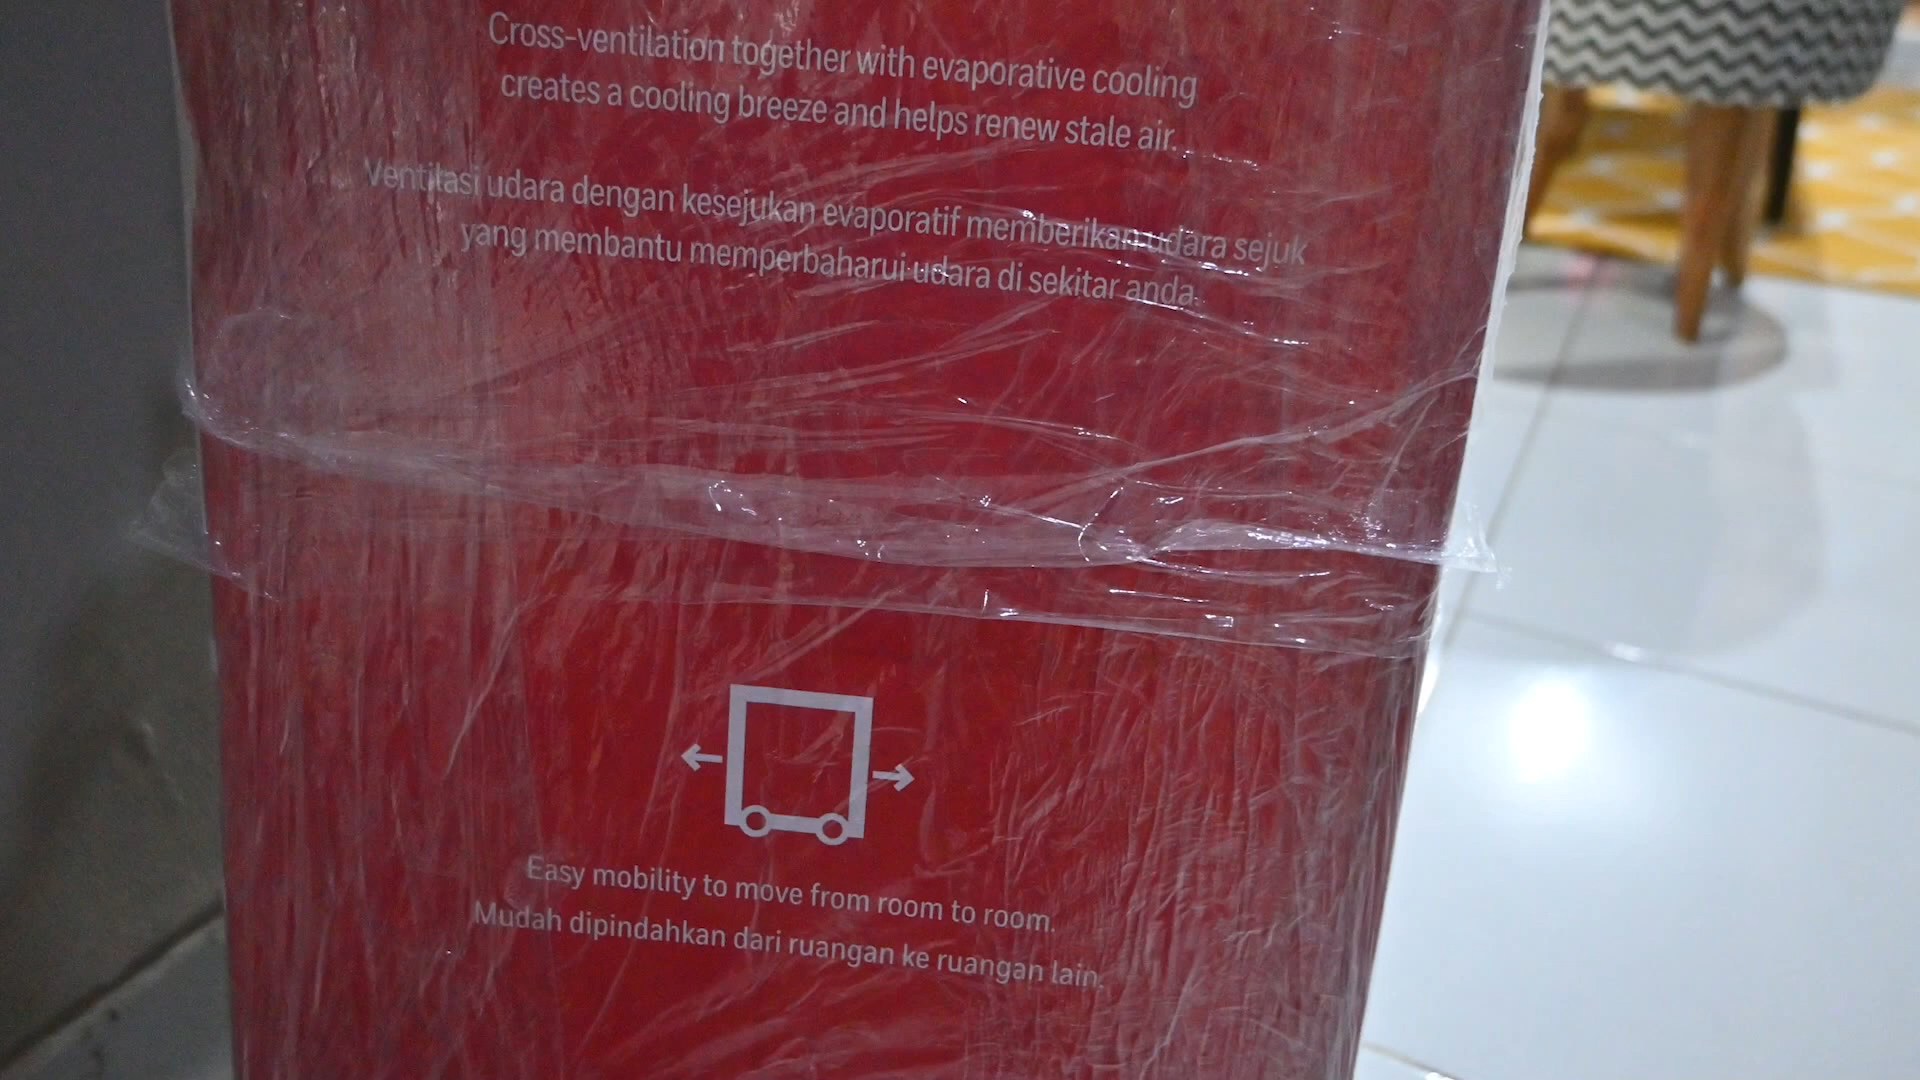 Cross-ventilation together with evaporative cooling
creates a cooling breeze and helps renew stale air.
Ventilasi udara dengan kesejukan evaporatif memberikan udara sejuk
yang membantu memperbaharui udara di sekitar anda.
Easy mobility to move from room to room.
Mudah dipindahkan dari ruangan ke ruangan lain.